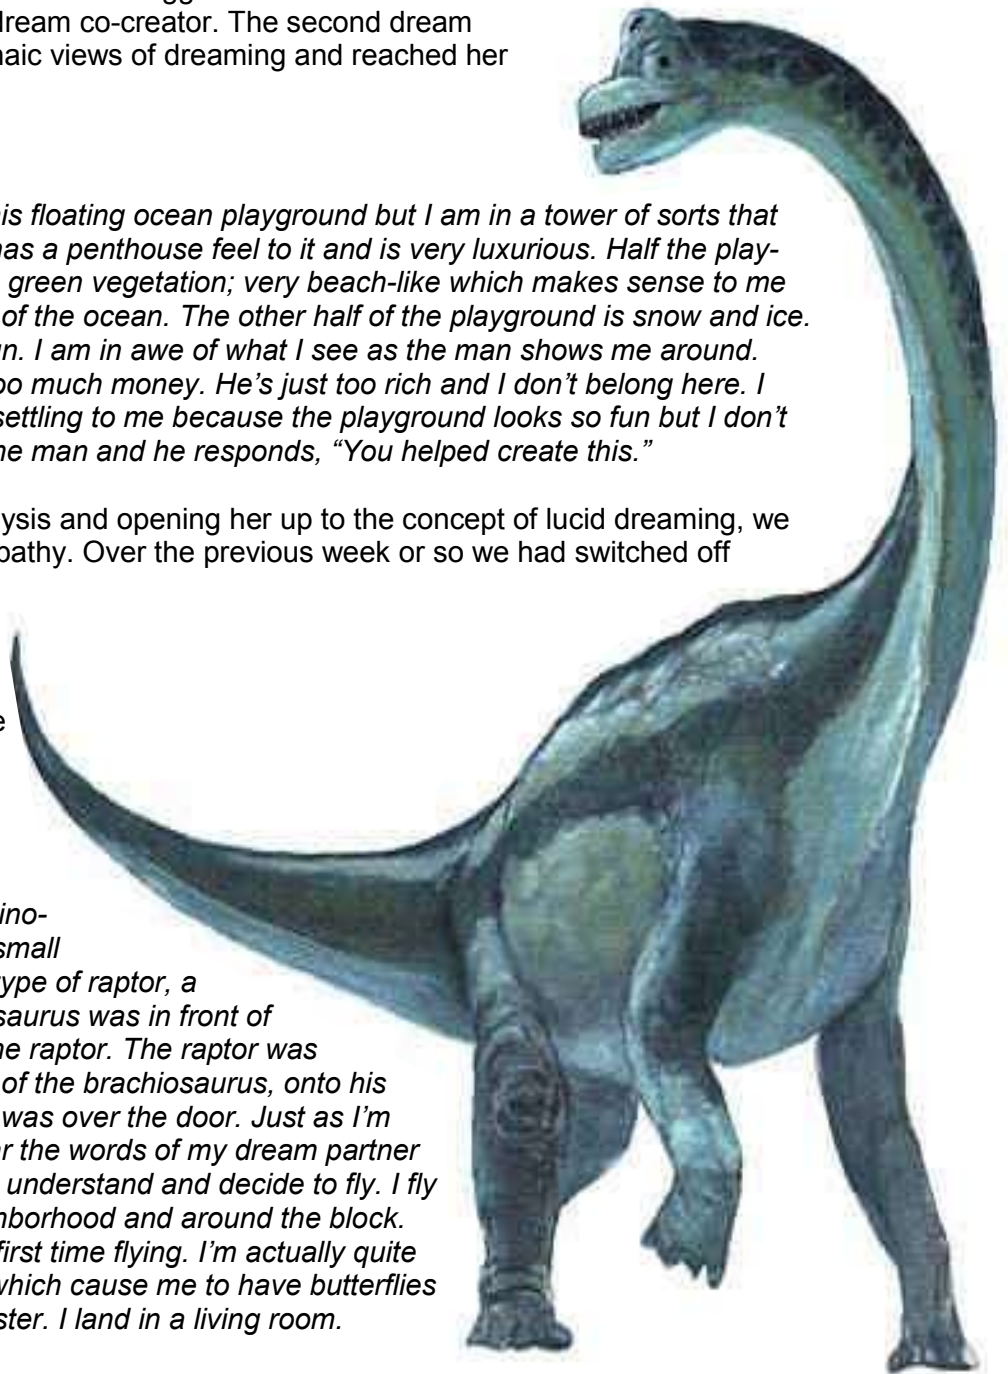 dream co-creator. The second dream
naic views of dreaming and reached her
is floating ocean playground but I am in a tower of sorts that
has a penthouse feel to it and is very luxurious. Half the play-
green vegetation; very beach-like which makes sense to me
of the ocean. The other half of the playground is snow and ice.
un. I am in awe of what I see as the man shows me around.
oo much money. He's just too rich and I don't belong here. I
settling to me because the playground looks so fun but I don't
ne man and he responds, “You helped create this.”
ysis and opening her up to the concept of lucid dreaming, we
pathy. Over the previous week or so we had switched off
e
ino-
small
type of raptor, a
saurus was in front of
he raptor. The raptor was
of the brachiosaurus, onto his
was over the door. Just as I'm
ar the words of my dream partner
understand and decide to fly. I fly
hborhood and around the block.
first time flying. I'm actually quite
which cause me to have butterflies
ster. I land in a living room.